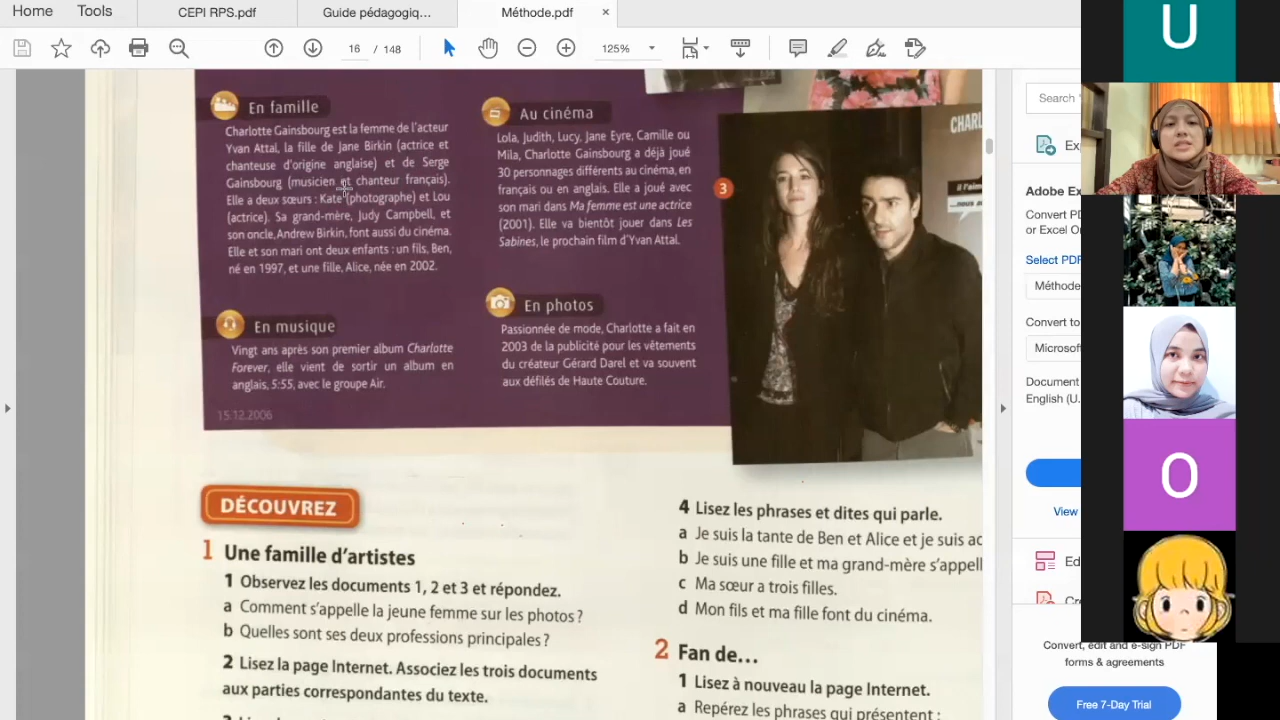 Home
Tools
CEPI RPS.pdf
Guide pédagogiq...
Méthode.pdf
×
16 / 148
125%
En famille
Charlotte Gainsbourg est la femme de l'acteur
Yvan Attal, la fille de Jane Birkin (actrice et
chanteuse d'origine anglaise) et de Serge
Gainsbourg (musicien et chanteur français).
Elle a deux sœurs : Kate (photographe) et Lou
(actrice). Sa grand-mère, Judy Campbell, et
son oncle, Andrew Birkin, font aussi du cinéma.
Elle et son mari ont deux enfants : un fils, Ben,
né en 1997, et une fille, Alice, née en 2002.
En musique
Vingt ans après son premier album Charlotte
Forever, elle vient de sortir un album en
anglais, 5:55, avec le groupe Air.
15.12.2006
Au cinéma
Lola, Judith, Lucy, Jane Eyre, Camille ou
Mila, Charlotte Gainsbourg a déjà joué
30 personnages différents au cinéma, en
français ou en anglais. Elle a joué avec
son mari dans Ma femme est une actrice
(2001). Elle va bientôt jouer dans Les
Sabines, le prochain film d'Yvan Attal.
En photos
Passionnée de mode, Charlotte a fait en
2003 de la publicité pour les vêtements
du créateur Gérard Darel et va souvent
aux défilés de Haute Couture.
3
CHARL
il l'aim
...nous a
DÉCOUVREZ
1 Une famille d'artistes
1 Observez les documents 1, 2 et 3 et répondez.
a Comment s'appelle la jeune femme sur les photos ?
b Quelles sont ses deux professions principales ?
2 Lisez la page Internet. Associez les trois documents
aux parties correspondantes du texte.
4 Lisez les phrases et dites qui parle.
a Je suis la tante de Ben et Alice et je suis ac
b Je suis une fille et ma grand-mère s'appell
c Ma sœur a trois filles.
d Mon fils et ma fille font du cinéma.
2 Fan de...
1 Lisez à nouveau la page Internet.
a Repérez les phrases qui présentent :
Search
Ex
Adobe Ex
Convert PD
or Excel On
Select PDF
Méthode
Convert to
Microsof
Document
English (U.
View
Ed
Cr
Convert, edit and e-sign PDF
forms & agreements
Free 7-Day Trial
U
O